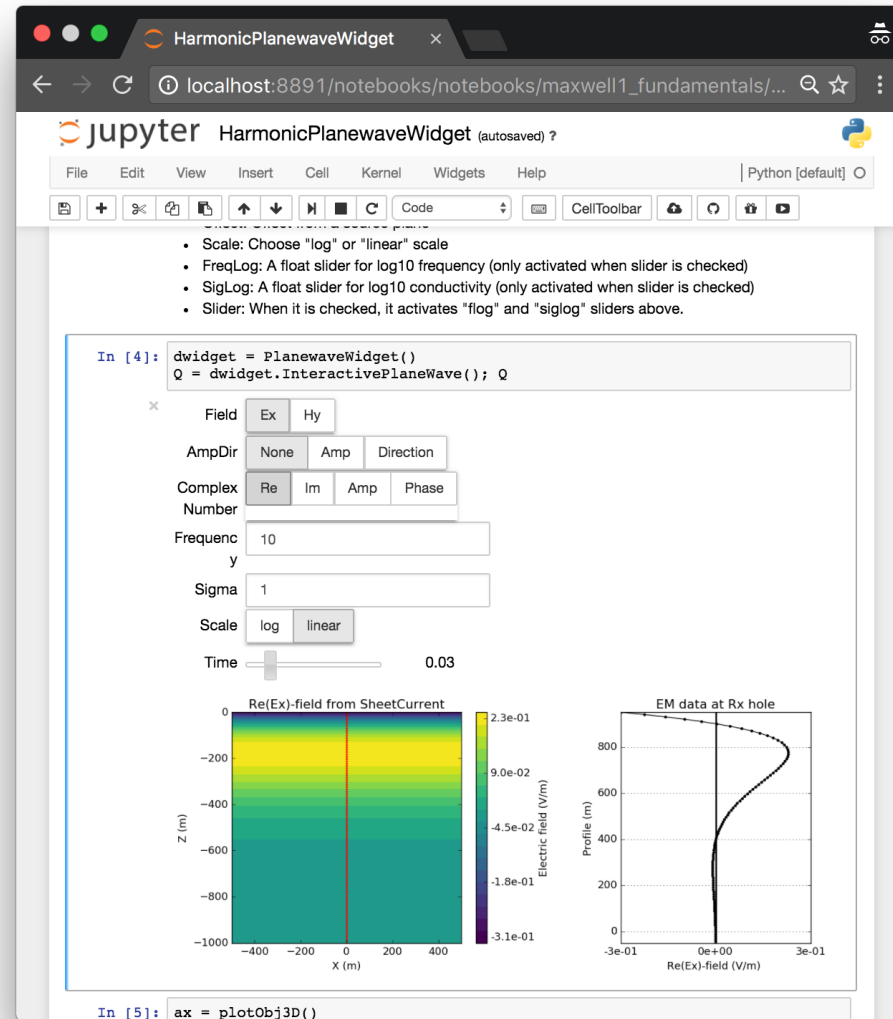 HarmonicPlanewaveWidget ×
localhost:8891/notebooks/notebooks/maxwell1_fundamentals/...
jupyter HarmonicPlanewaveWidget (autosaved) ?
File Edit View Insert Cell Kernel Widgets Help Python [default]
Code CellToolbar
Scale: Choose "log" or "linear" scale
FreqLog: A float slider for log10 frequency (only activated when slider is checked)
SigLog: A float slider for log10 conductivity (only activated when slider is checked)
Slider: When it is checked, it activates "flog" and "siglog" sliders above.
In [4]: dwidget = PlanewaveWidget()
Q = dwidget.InteractivePlaneWave(); Q
Field Ex Hy
AmpDir None Amp Direction
Complex Re Im Amp Phase
Number
Frequenc 10
y
Sigma 1
Scale log linear
Time 0.03
Re(Ex)-field from SheetCurrent
0
−200
−400
−600
−800
−1000
Z (m)
−400 −200 0 200 400
X (m)
2.3e-01
9.0e-02
-4.5e-02
-1.8e-01
-3.1e-01
Electric field (V/m)
EM data at Rx hole
800
600
400
200
0
Profile (m)
-3e-01 0e+00 3e-01
Re(Ex)-field (V/m)
In [5]: ax = plotObj3D()